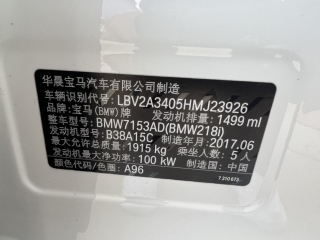 华晨宝马汽车有限公司制造
车辆识别代号: LBV2A3405HMJ23926
品牌: 宝马(BMW)牌 发动机排量: 1499 ml
整车型号: BMW7153AD(BMW218i)
发动机型号: B38A15C 制造年月: 2017.06
最大允许总质量: 1915 kg 乘坐人数: 5 人
发动机最大净功率: 100 kW 制造国: 中国
颜色代码/色畜: A96